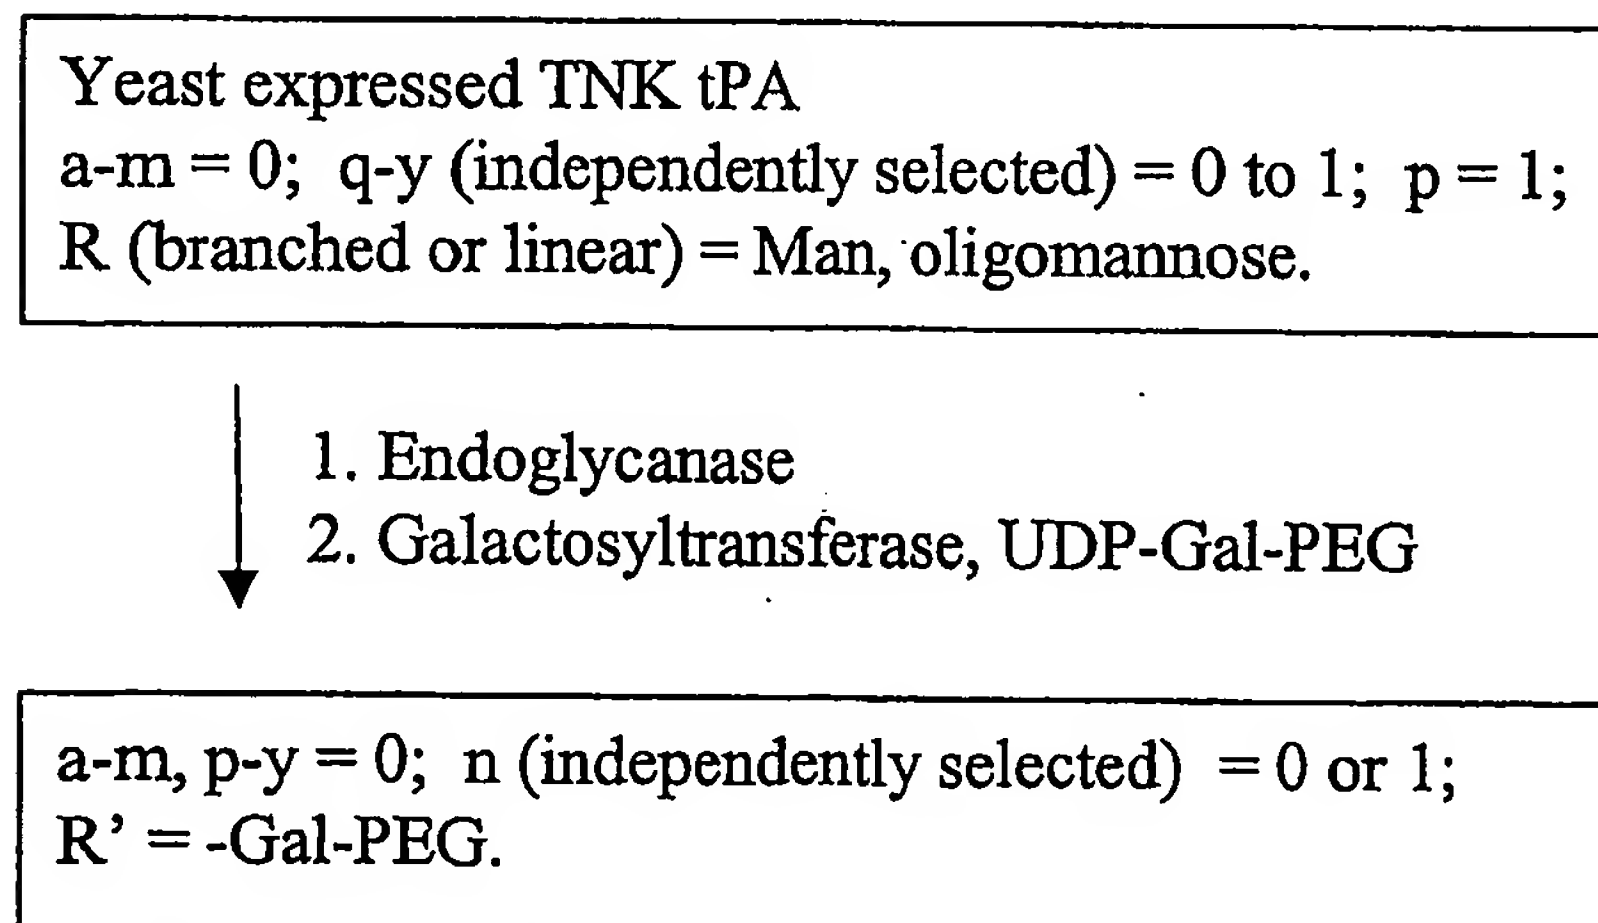 Yeast expressed TNK tPA
a-m = 0; q-y (independently selected) = 0 to 1; p = 1;
R (branched or linear) = Man, oligomannose.
1. Endoglycanase
2. Galactosyltransferase, UDP-Gal-PEG
a-m, p-y = 0; n (independently selected) = 0 or 1;
R’ = -Gal-PEG.